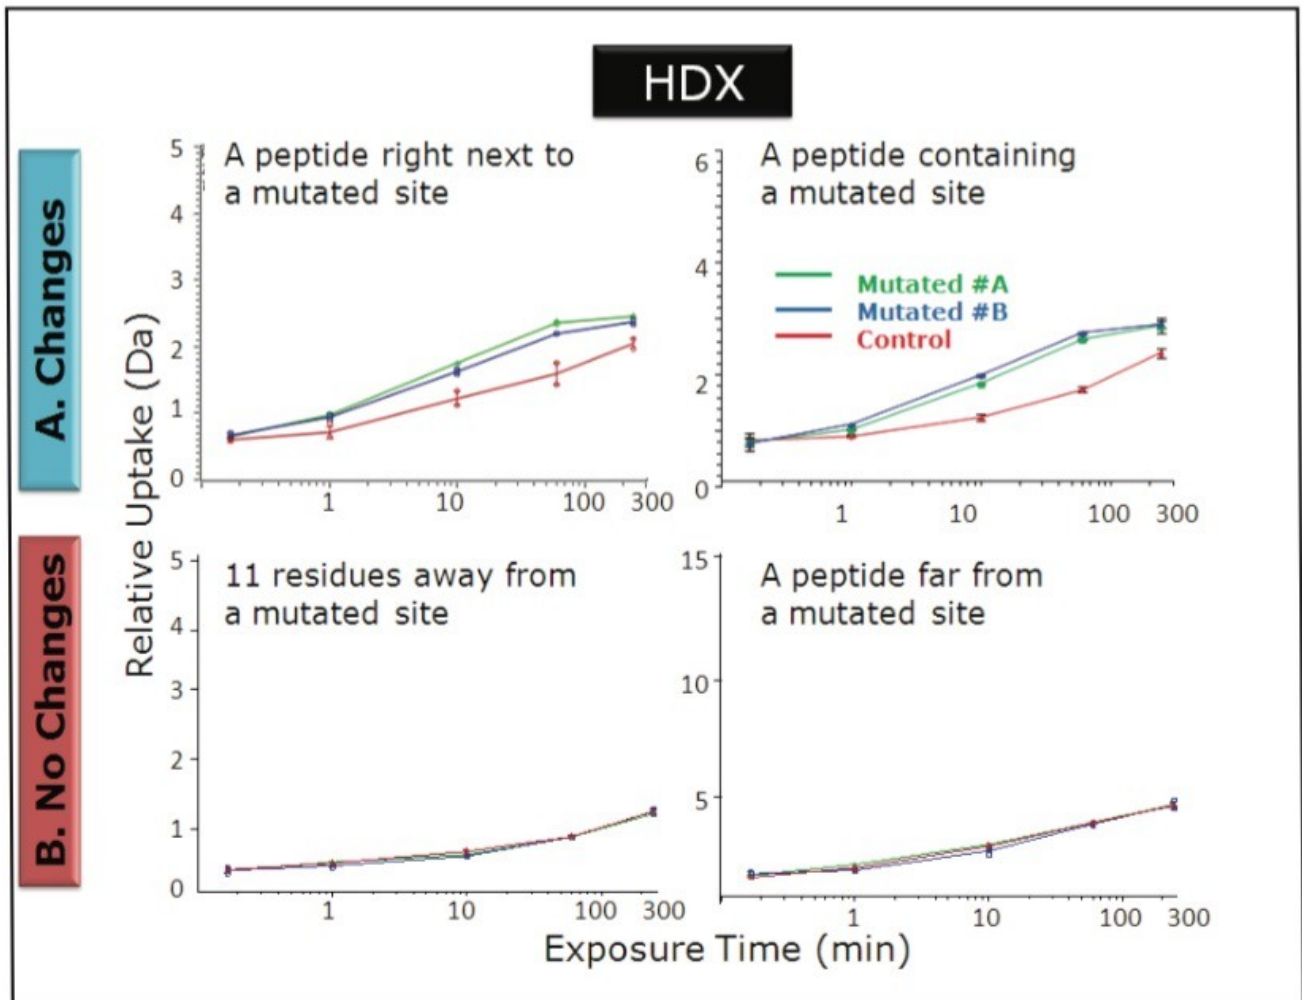 HDX
A. Changes
B. No Changes
Relative Uptake (Da)
A peptide right next to
a mutated site
5
4
3
2
1
0
1
10
100
300
A peptide containing
a mutated site
Mutated #A
Mutated #B
Control
6
4
2
0
1
10
100
300
11 residues away from
a mutated site
5
4
3
2
1
0
1
10
100
300
A peptide far from
a mutated site
15
10
5
1
10
100
300
Exposure Time (min)